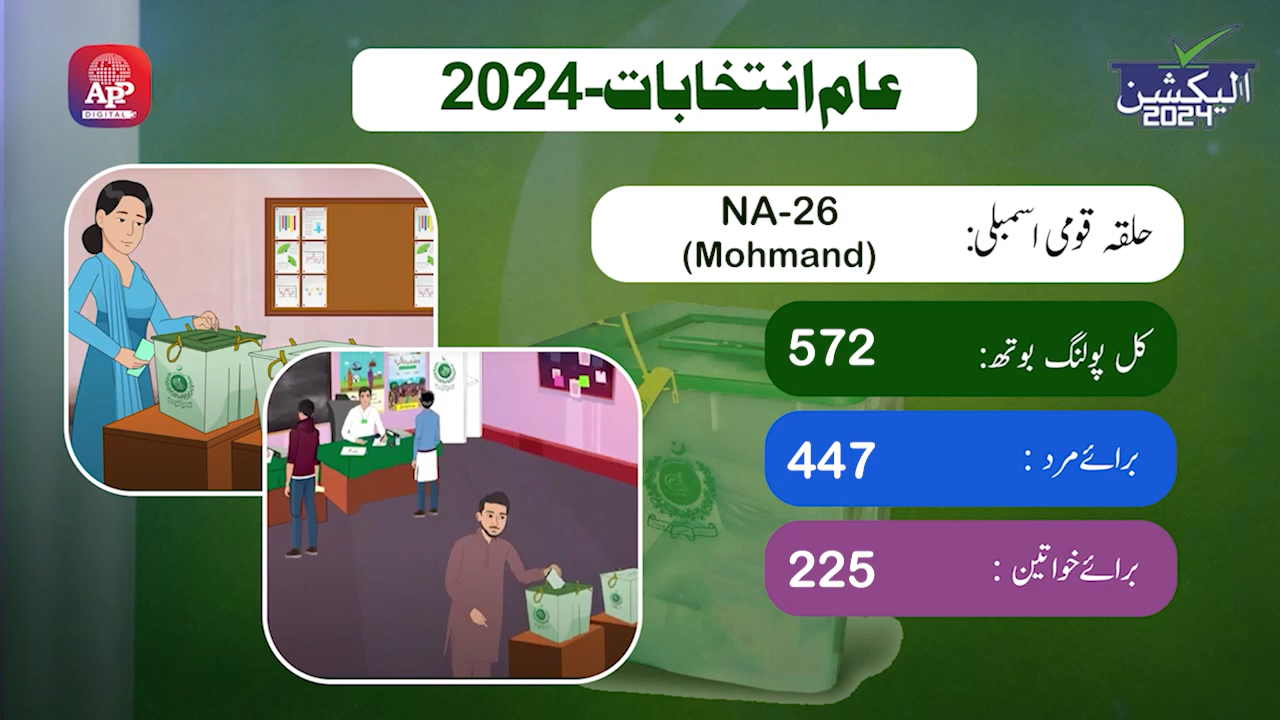 APP
DIGITAL
عام انتخابات-2024
الیکشن
2024
حلقہ قومی اسمبلی:
NA-26
(Mohmand)
کل پولنگ بوتھ:
572
برائے مرد :
447
برائے خواتین :
225